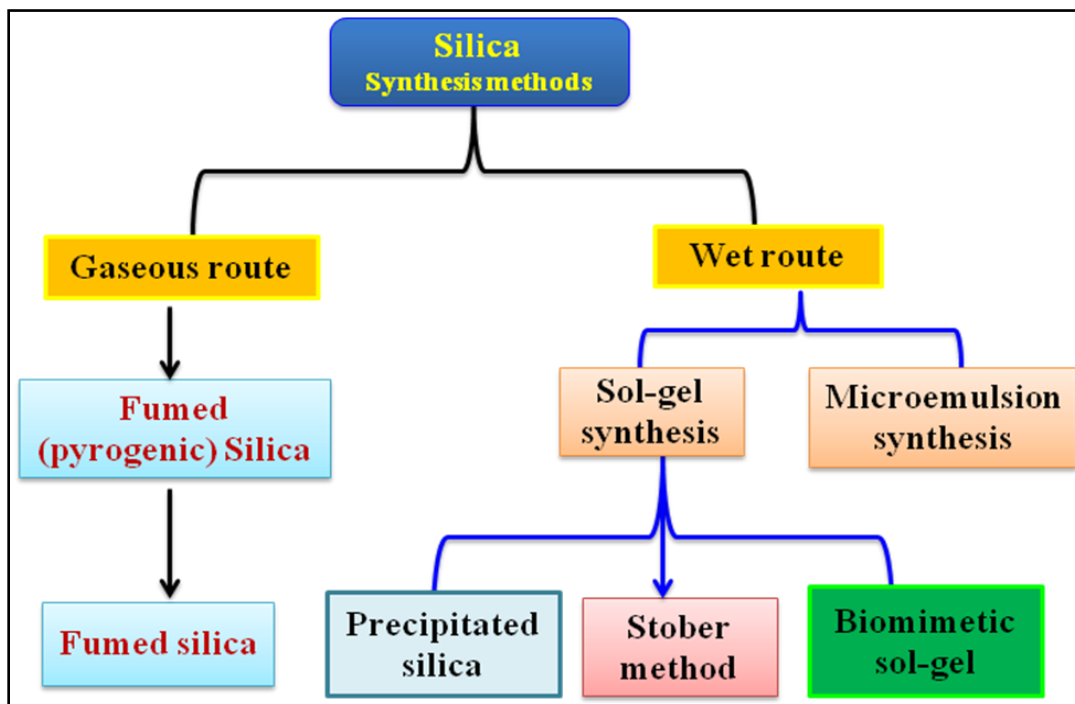 Silica
Synthesis methods
Gaseous route
Wet route
Fumed
(pyrogenic) Silica
Sol-gel
synthesis
Microemulsion
synthesis
Fumed silica
Precipitated
silica
Stober
method
Biomimetic
sol-gel